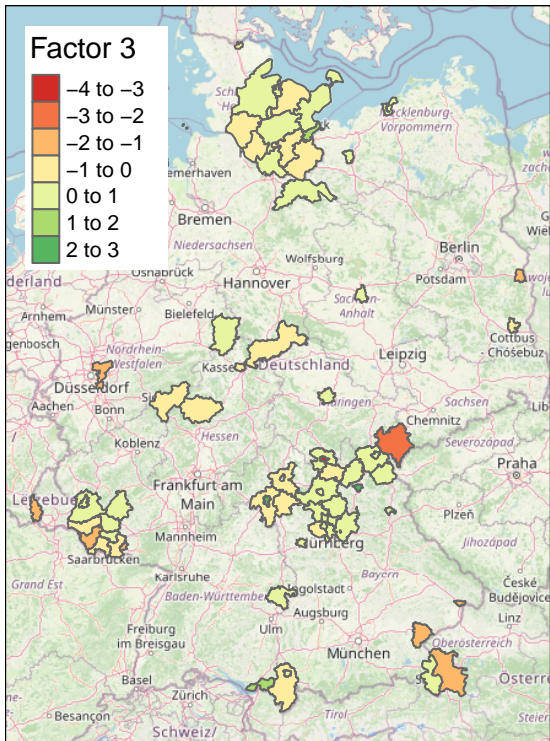 Factor 3
−4 to −3
−3 to −2
−2 to −1
−1 to 0
0 to 1
1 to 2
2 to 3
Mecklenburg-
Vorpommern
Bremen
Niedersachsen
Berlin
Potsdam
Wolfsburg
Hannover
Osnabrück
Sachsen-
Anhalt
Cottbus
- Chóśebuz
Arnhem
Münster
Bielefeld
Nordrhein-
Westfalen
Leipzig
Kassel
Deutschland
Düsseldorf
Thüringen
Aachen
Bonn
Chemnitz
Sachsen
Severozápad
Koblenz
Hessen
Praha
Frankfurt am
Main
Plzeň
Mannheim
Nürnberg
Jihozápad
Saarbrücken
Karlsruhe
Bayern
Grand Est
Baden-Württemberg
České
Budějovice
Augsburg
Linz
Ulm
Oberösterreich
Freiburg
im Breisgau
München
Basel
Zürich
Besançon
Tirol
Schweiz/